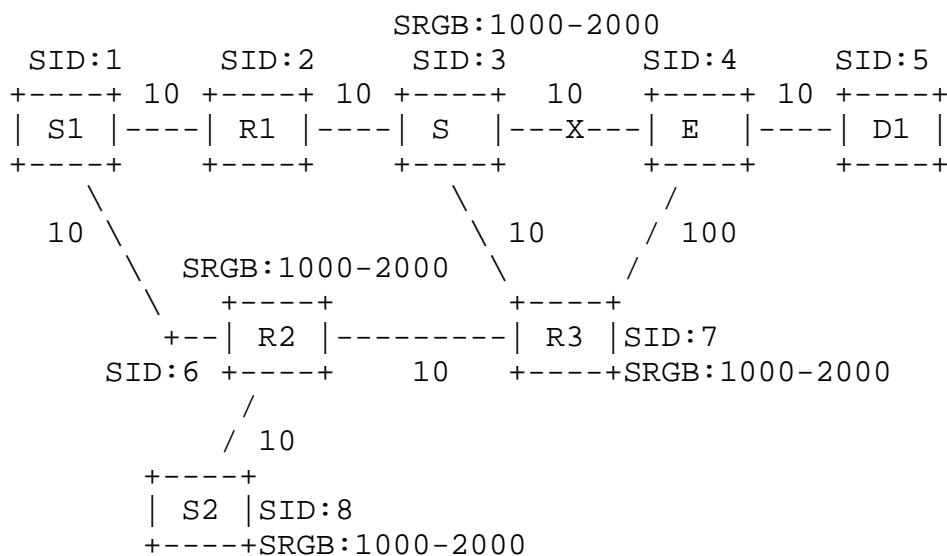 SRGB:1000-2000
SID:1 SID:2 SID:3 SID:4 SID:5
10 10 10 10
S1 R1 S X E D1
10 10 100
SRGB:1000-2000
R2 R3 SID:7
SID:6 10 SRGB:1000-2000
10
S2 SID:8
SRGB:1000-2000